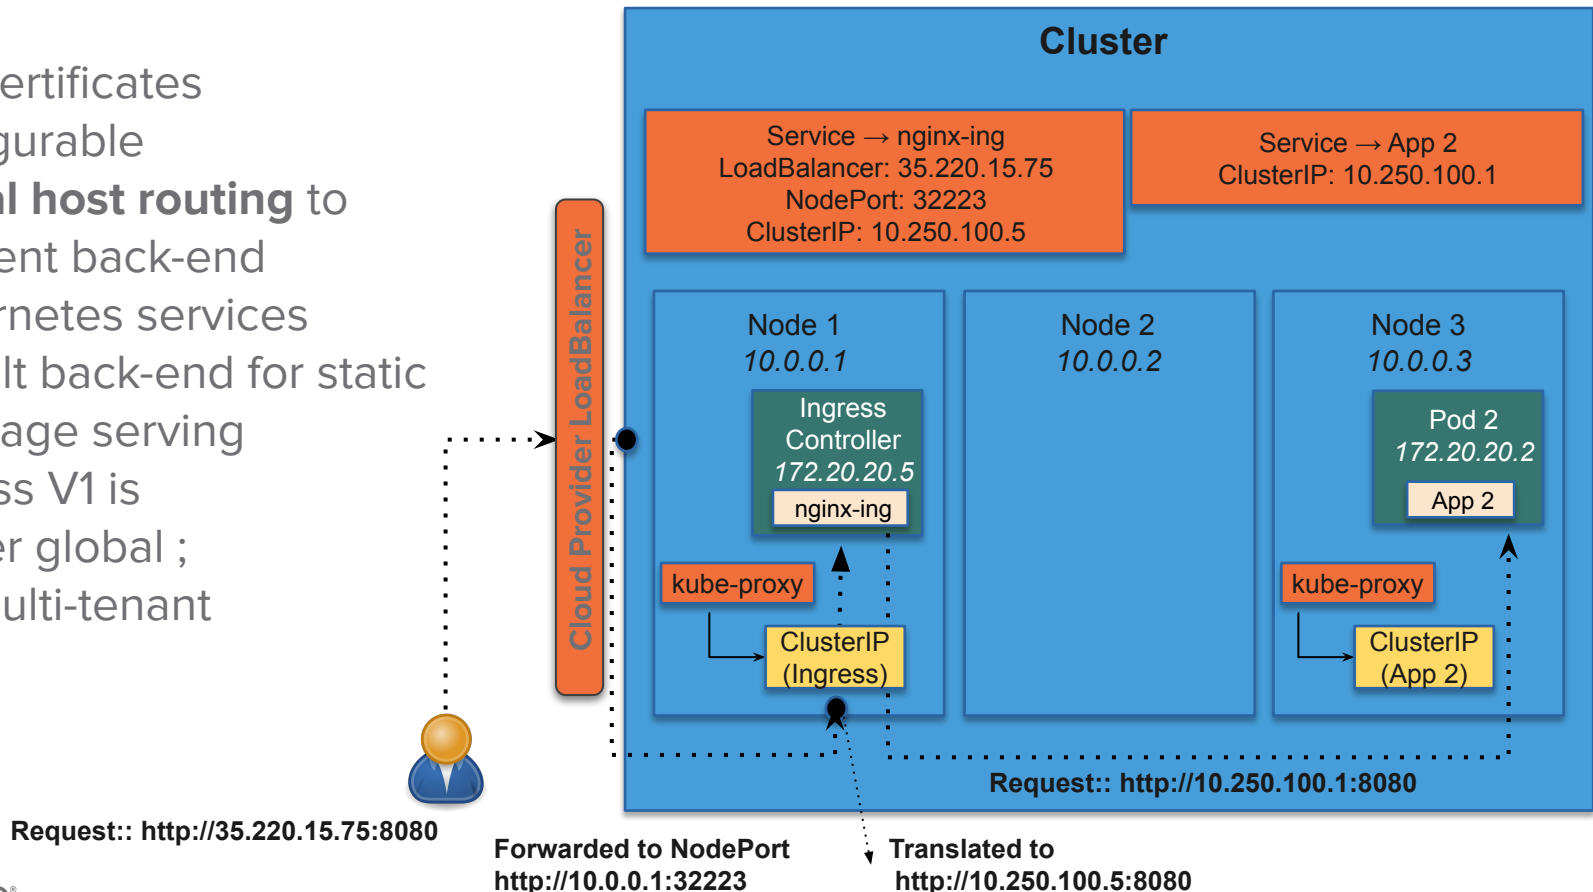 ertificates
gurable
al host routing to
ent back-end
rnetes services
lt back-end for static
age serving
ss V1 is
er global ;
ulti-tenant
Cluster
Service → nginx-ing
LoadBalancer: 35.220.15.75
NodePort: 32223
ClusterIP: 10.250.100.5
Service → App 2
ClusterIP: 10.250.100.1
Cloud Provider LoadBalancer
Node 1
10.0.0.1
Ingress
Controller
172.20.20.5
nginx-ing
kube-proxy
ClusterIP
(Ingress)
Node 2
10.0.0.2
Node 3
10.0.0.3
Pod 2
172.20.20.2
App 2
kube-proxy
ClusterIP
(App 2)
Request:: http://10.250.100.1:8080
Request:: http://35.220.15.75:8080
Forwarded to NodePort
http://10.0.0.1:32223
Translated to
http://10.250.100.5:8080